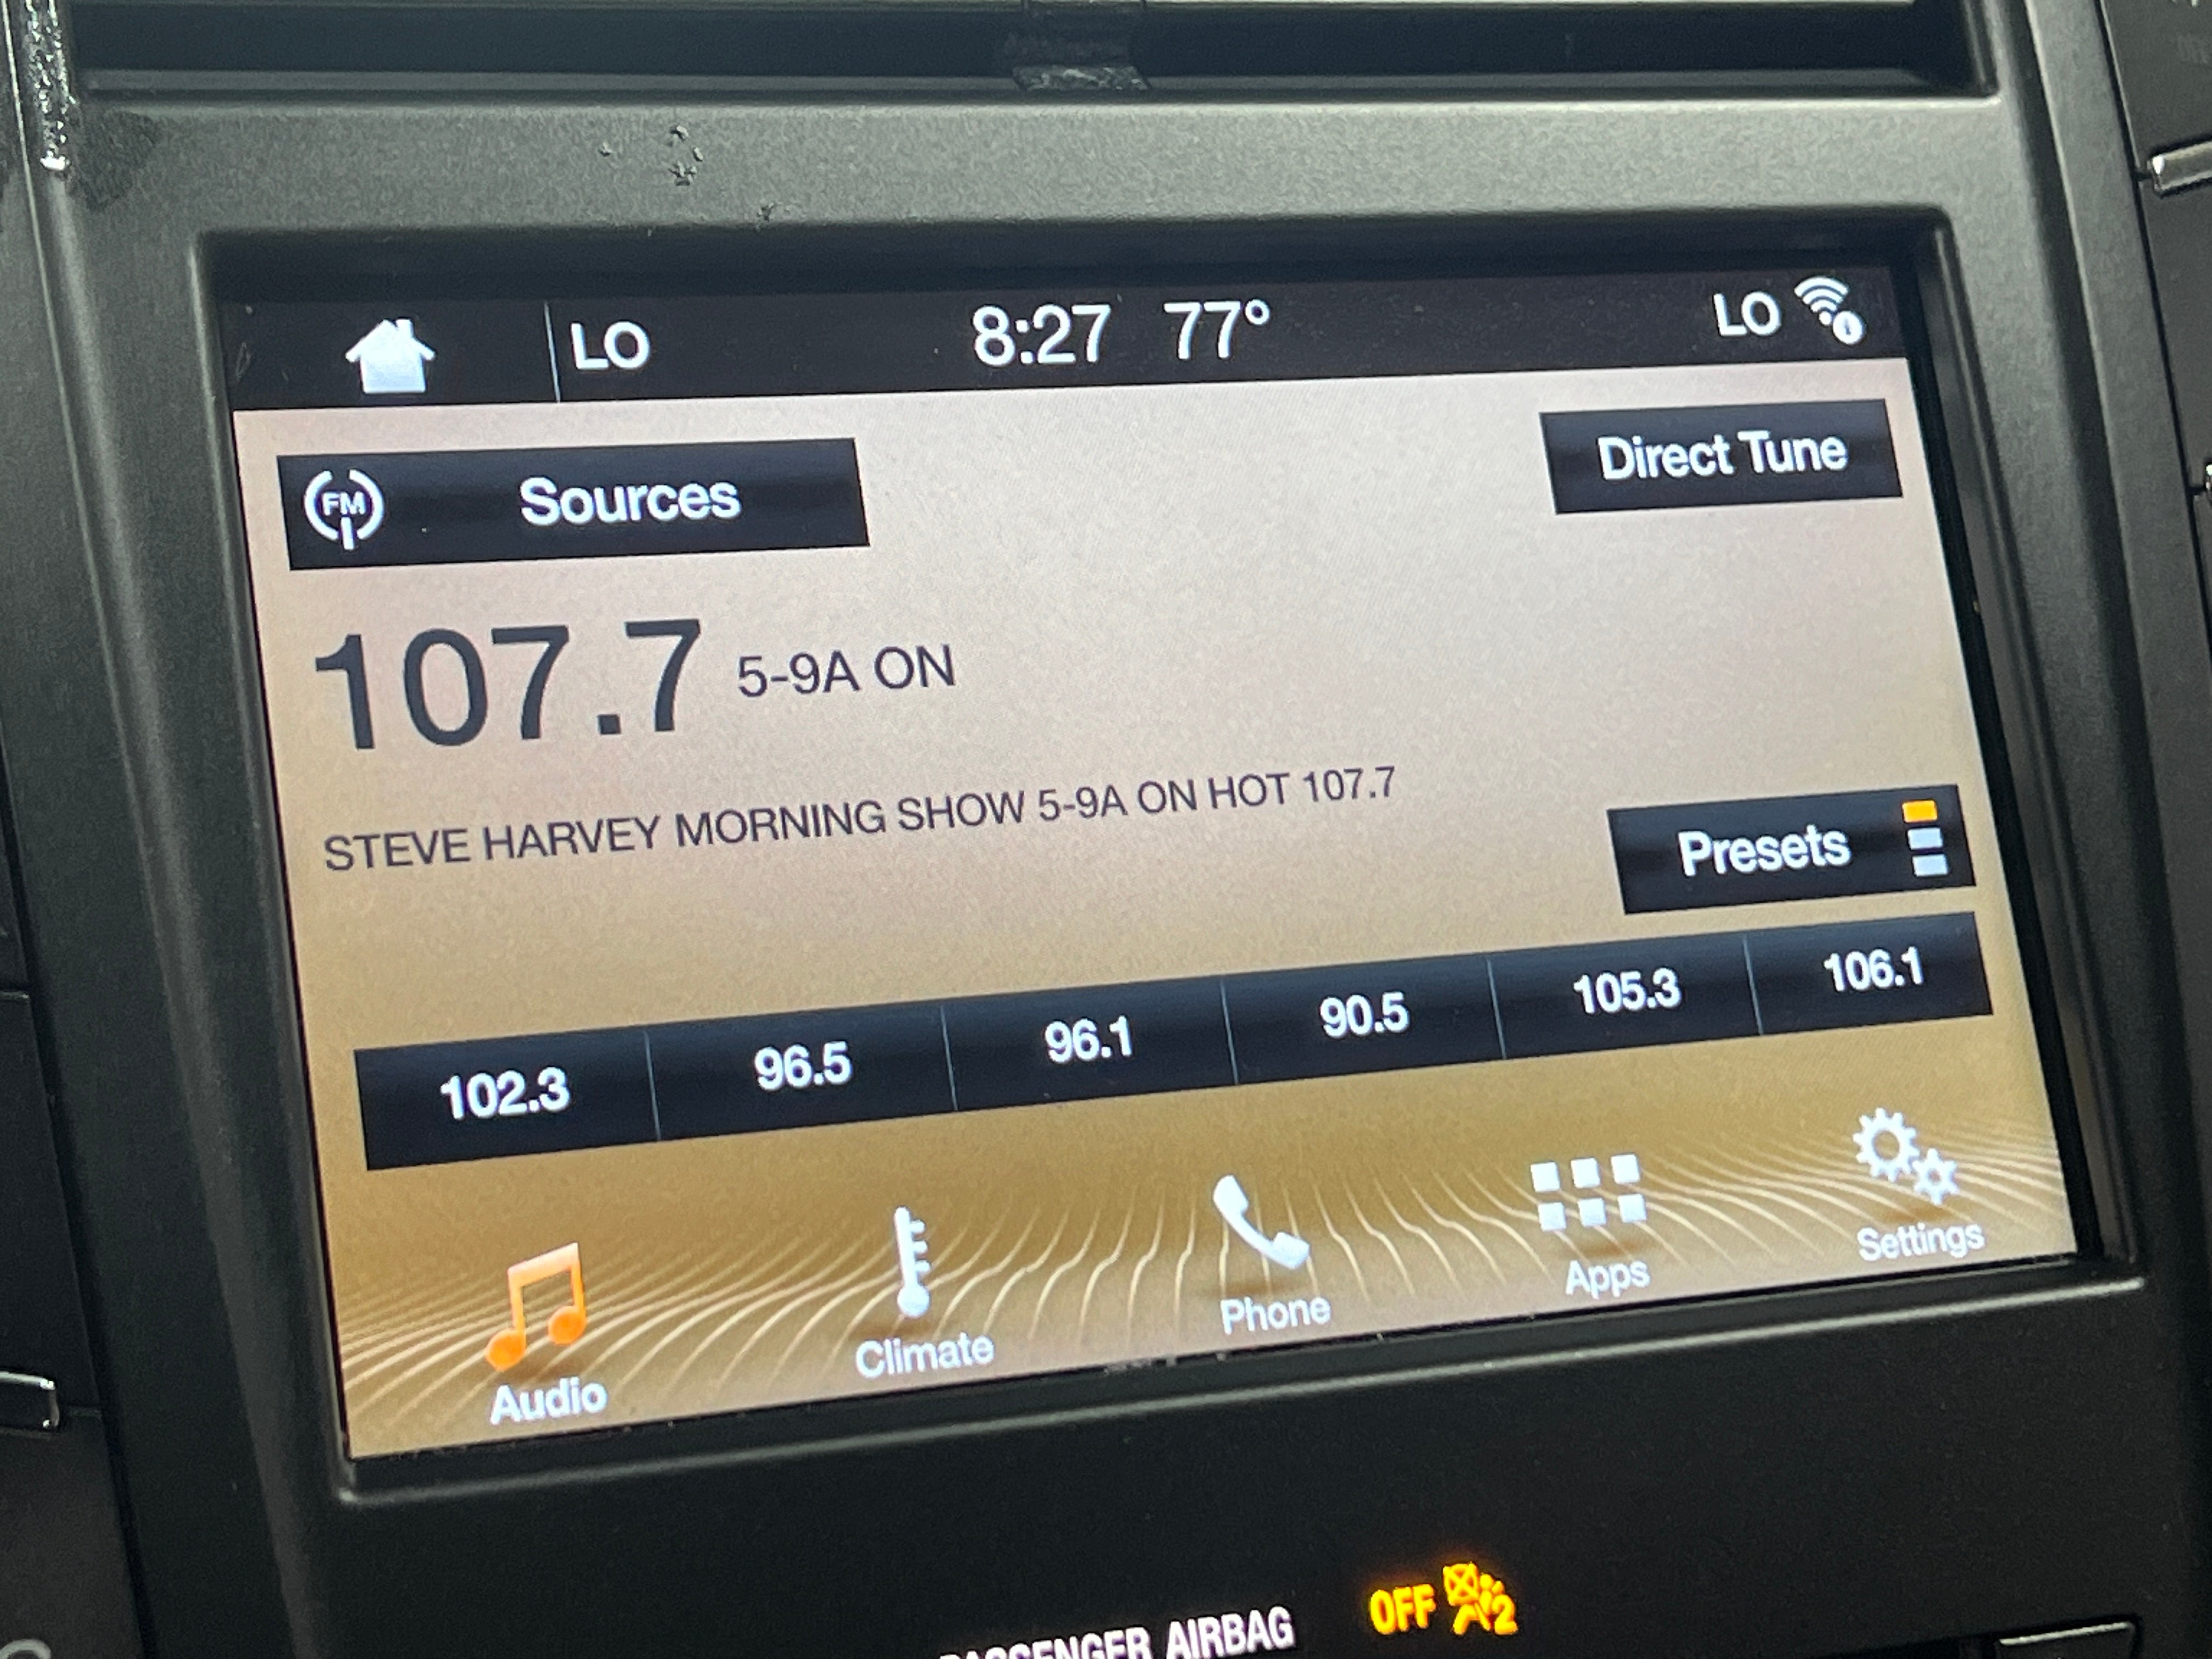 LO 8:27 77° LO
FM Sources
Direct Tune
107.7 5-9A ON
STEVE HARVEY MORNING SHOW 5-9A ON HOT 107.7
Presets
102.3 96.5 96.1 90.5 105.3 106.1
Audio Climate Phone Apps Settings
PASSENGER AIRBAG OFF 2